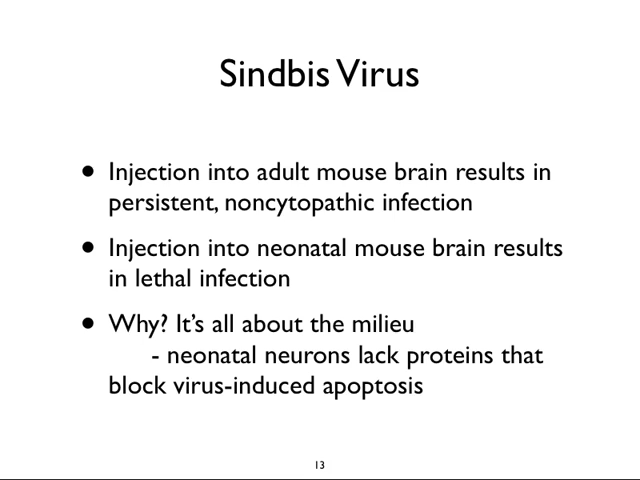 Sindbis Virus
• Injection into adult mouse brain results in
persistent, noncytopathic infection
• Injection into neonatal mouse brain results
in lethal infection
• Why? It's all about the milieu
- neonatal neurons lack proteins that
block virus-induced apoptosis
13